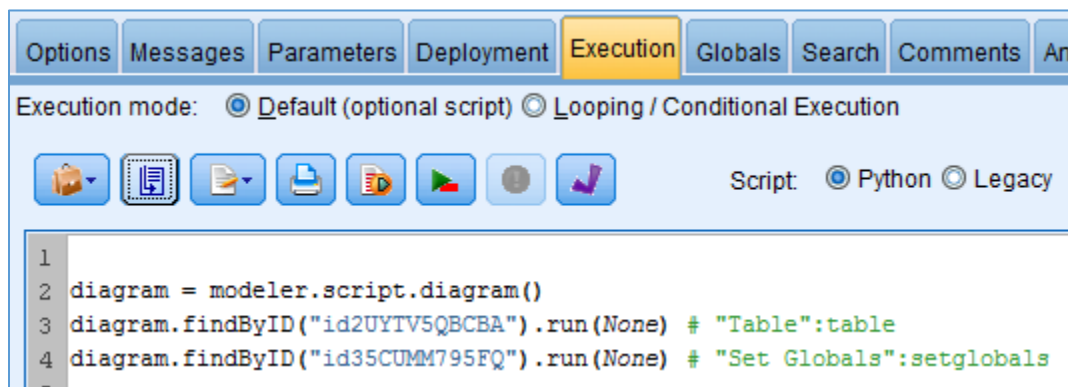 Options Messages Parameters Deployment Execution Globals Search Comments An
Execution mode: Default (optional script) Looping / Conditional Execution
Script: Python Legacy
1
2 diagram = modeler.script.diagram()
3 diagram.findByID("id2UYTV5QBCBA").run(None) # "Table":table
4 diagram.findByID("id35CUMM795FQ").run(None) # "Set Globals":setglobals